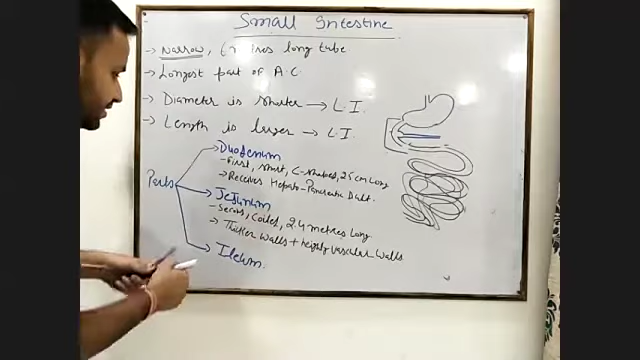 Small Intestine
→ Narrow, 6 metres long tube
→ Longest part of A.C.
→ Diameter is shorter → L.I.
→ Length is larger → L.I.
Parts
Duodenum
- First, short, C-shaped, 25 cm long
→ Receives Hepato-Pancreatic Duct.
Jejunum
- Second, Coiled, 2.4 metres long
→ Thicker Walls + highly vascular walls
Ileum.